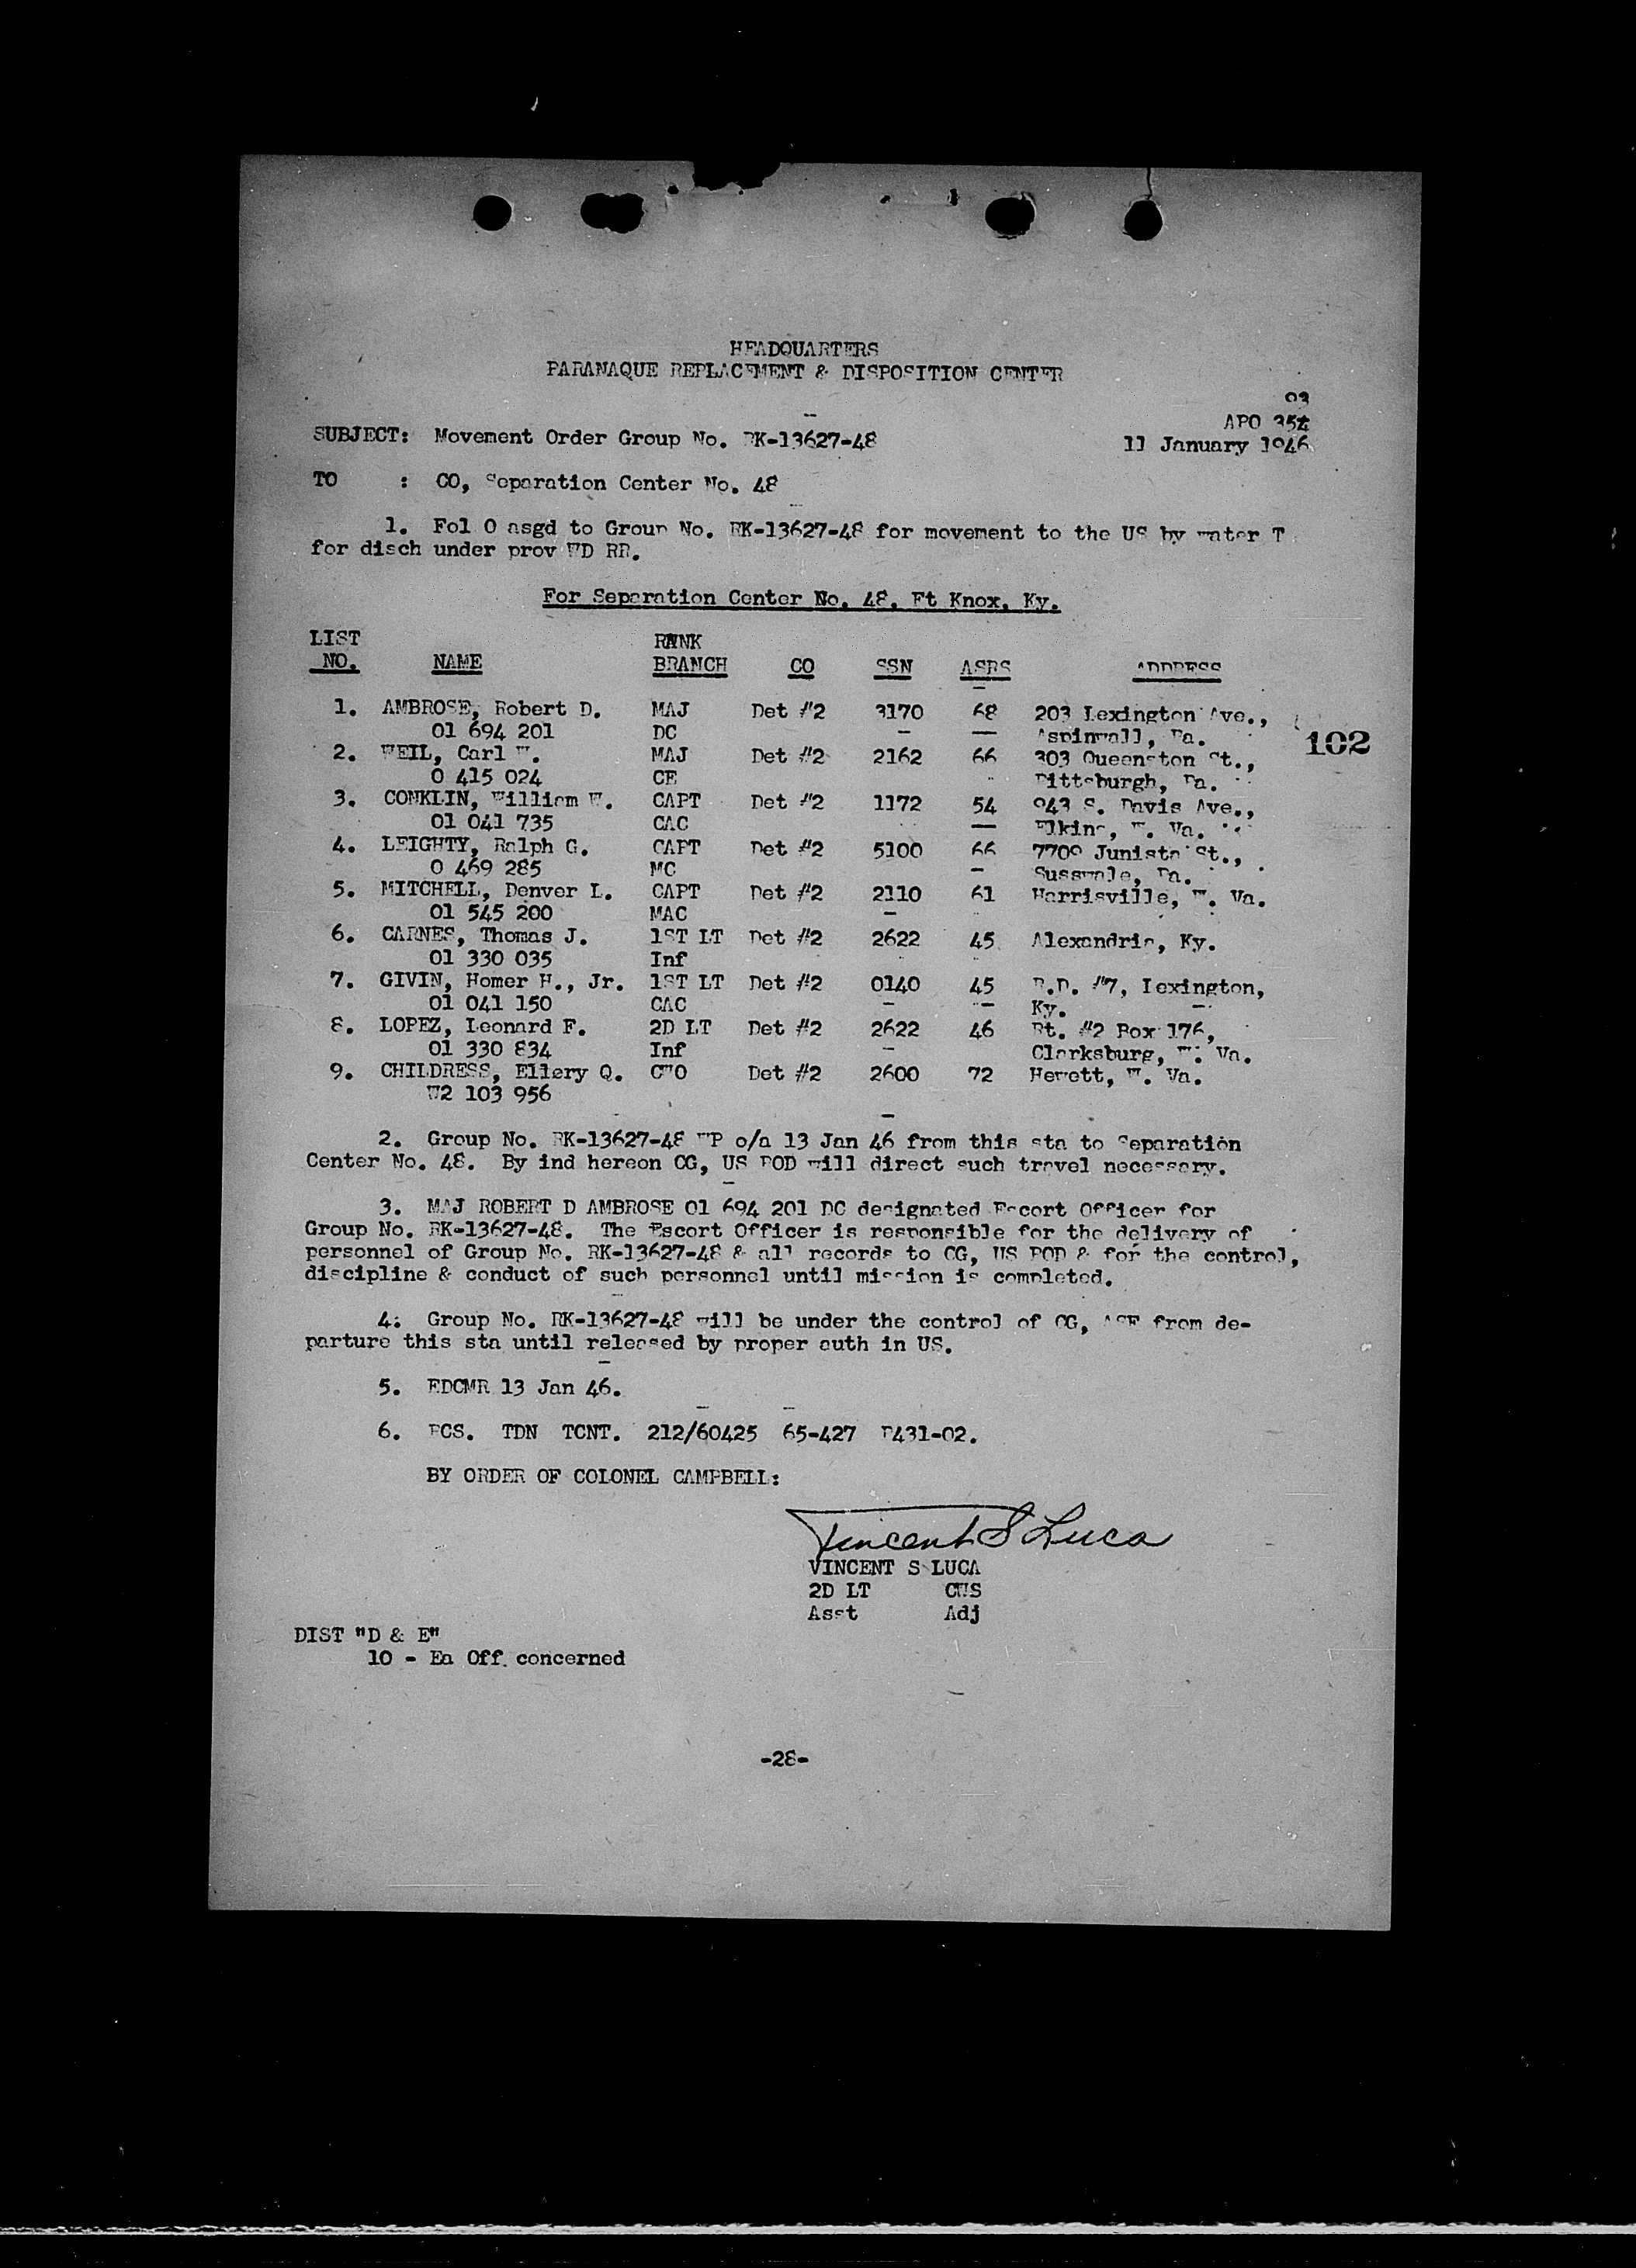 HEADQUARTERS
PARANAQUE REPLACEMENT & DISPOSITION CENTER
APO
SUBJECT: Movement Order Group No. RK-13627-48
11 January 1946
TO : CO, Separation Center No. 48
1. Fol O asgd to Group No. RK-13627-48 for movement to the US by water T
for disch under prov WD RR.
For Separation Center No. 48, Ft Knox, Ky.
LIST RANK
NO. NAME BRANCH CO SSN ASRS ADDRESS
1. AMBROSE, Robert D. MAJ Det #2 3170 68 203 Lexington Ave.,
01 694 201 DC Aspinwall, Pa.
102
2. WEIL, Carl W. MAJ Det #2 2162 66 303 Queenston St.,
0 415 024 CE Pittsburgh, Pa.
3. CONKLIN, William W. CAPT Det #2 1172 54 943 S. Davis Ave.,
01 041 735 CAC Elkins, W. Va.
4. LEIGHTY, Ralph G. CAPT Det #2 5100 66 7709 Juniata St.,
0 469 285 MC Susswale, Pa.
5. MITCHELL, Denver L. CAPT Det #2 2110 61 Harrisville, W. Va.
01 545 200 MAC
6. CARNES, Thomas J. 1ST LT Det #2 2622 45 Alexandria, Ky.
01 330 035 Inf
7. GIVIN, Homer H., Jr. 1ST LT Det #2 0140 45 R.D. #7, Lexington,
01 041 150 CAC Ky.
8. LOPEZ, Leonard F. 2D LT Det #2 2622 46 Rt. #2 Box 176,
01 330 834 Inf Clarksburg, W. Va.
9. CHILDRESS, Ellery Q. CWO Det #2 2600 72 Hewett, W. Va.
W2 103 956
2. Group No. RK-13627-48 WP o/a 13 Jan 46 from this sta to Separation
Center No. 48. By ind hereon CG, US POD will direct such travel necessary.
3. MAJ ROBERT D AMBROSE 01 694 201 DC designated Escort Officer for
Group No. RK-13627-48. The Escort Officer is responsible for the delivery of
personnel of Group No. RK-13627-48 & all records to CG, US POD & for the control,
discipline & conduct of such personnel until mission is completed.
4. Group No. RK-13627-48 will be under the control of CG, ASF from de-
parture this sta until released by proper auth in US.
5. EDCMR 13 Jan 46.
6. PCS. TDN TCNT. 212/60425 65-427 P431-02.
BY ORDER OF COLONEL CAMPBELL:
Vincent S Luca
VINCENT S LUCA
2D LT CWS
Asst Adj
DIST "D & E"
10 - Ea Off. concerned
-28-